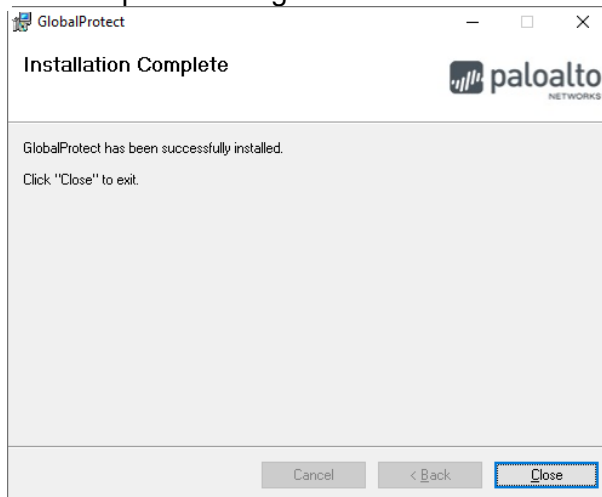 GlobalProtect
Installation Complete
paloalto
NETWORKS
GlobalProtect has been successfully installed.
Click "Close" to exit.
Cancel
< Back
Close